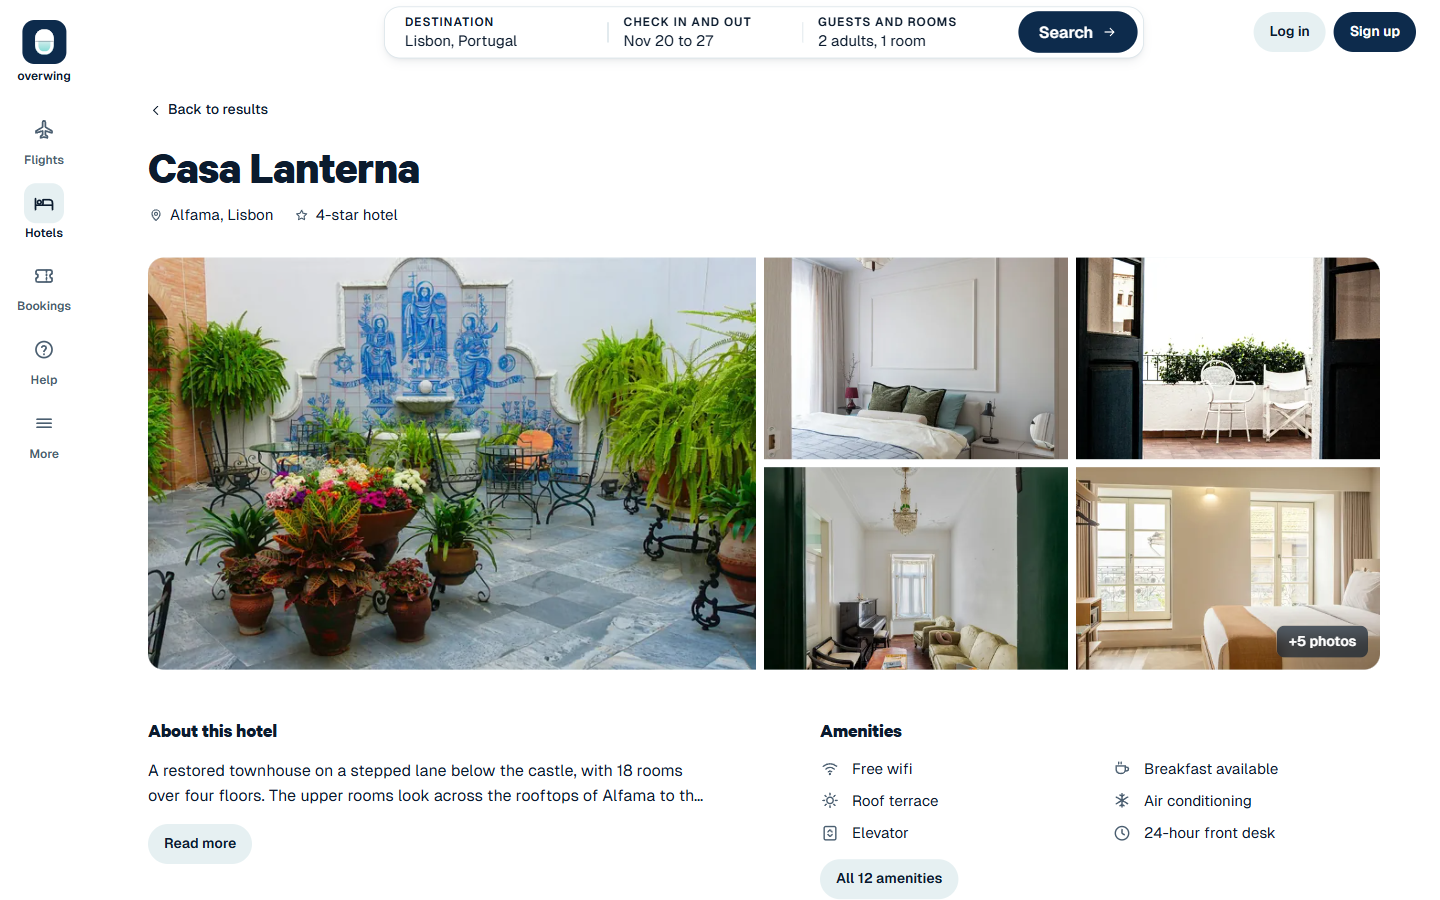 overwing
DESTINATION
Lisbon, Portugal
CHECK IN AND OUT
Nov 20 to 27
GUESTS AND ROOMS
2 adults, 1 room
Search
Log in
Sign up
Flights
Hotels
Bookings
Help
More
Back to results
Casa Lanterna
Alfama, Lisbon
4-star hotel
+5 photos
About this hotel
A restored townhouse on a stepped lane below the castle, with 18 rooms
over four floors. The upper rooms look across the rooftops of Alfama to th…
Read more
Amenities
Free wifi
Breakfast available
Roof terrace
Air conditioning
Elevator
24-hour front desk
All 12 amenities